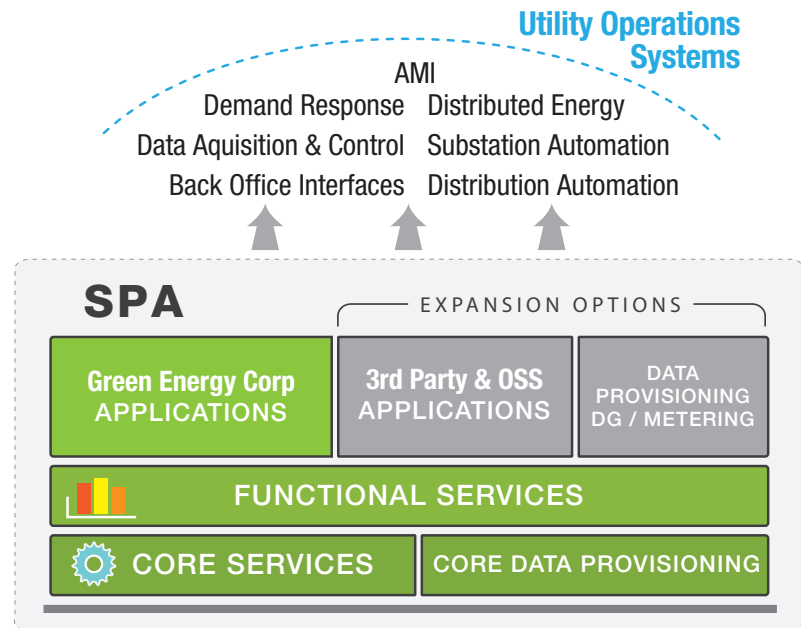 Utility Operations
Systems
AMI
Demand Response Distributed Energy
Data Aquisition & Control Substation Automation
Back Office Interfaces Distribution Automation
SPA
EXPANSION OPTIONS
Green Energy Corp
APPLICATIONS
3rd Party & OSS
APPLICATIONS
DATA
PROVISIONING
DG / METERING
FUNCTIONAL SERVICES
CORE SERVICES
CORE DATA PROVISIONING